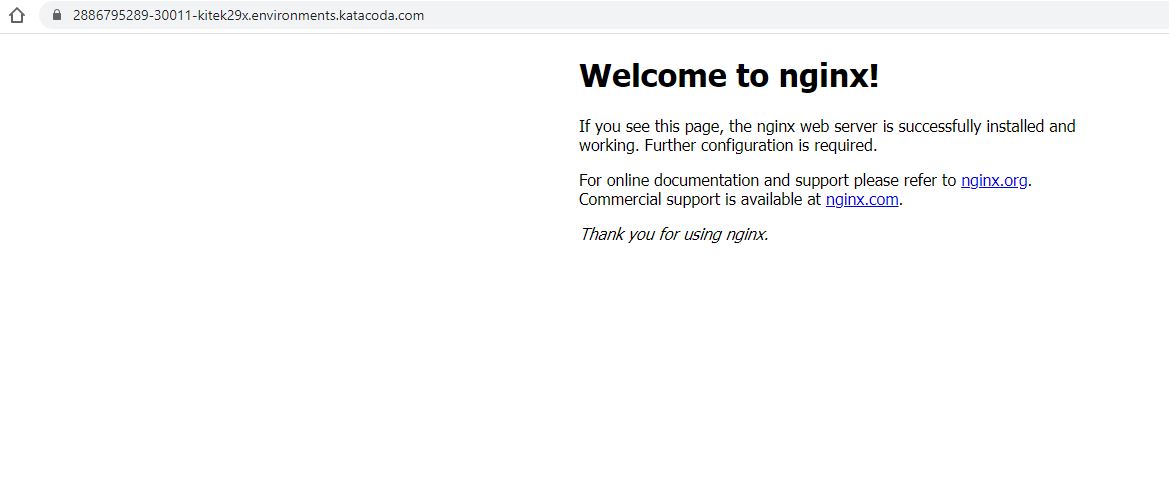 2886795289-30011-kitek29x.environments.katacoda.com
Welcome to nginx!
If you see this page, the nginx web server is successfully installed and
working. Further configuration is required.
For online documentation and support please refer to nginx.org.
Commercial support is available at nginx.com.
Thank you for using nginx.